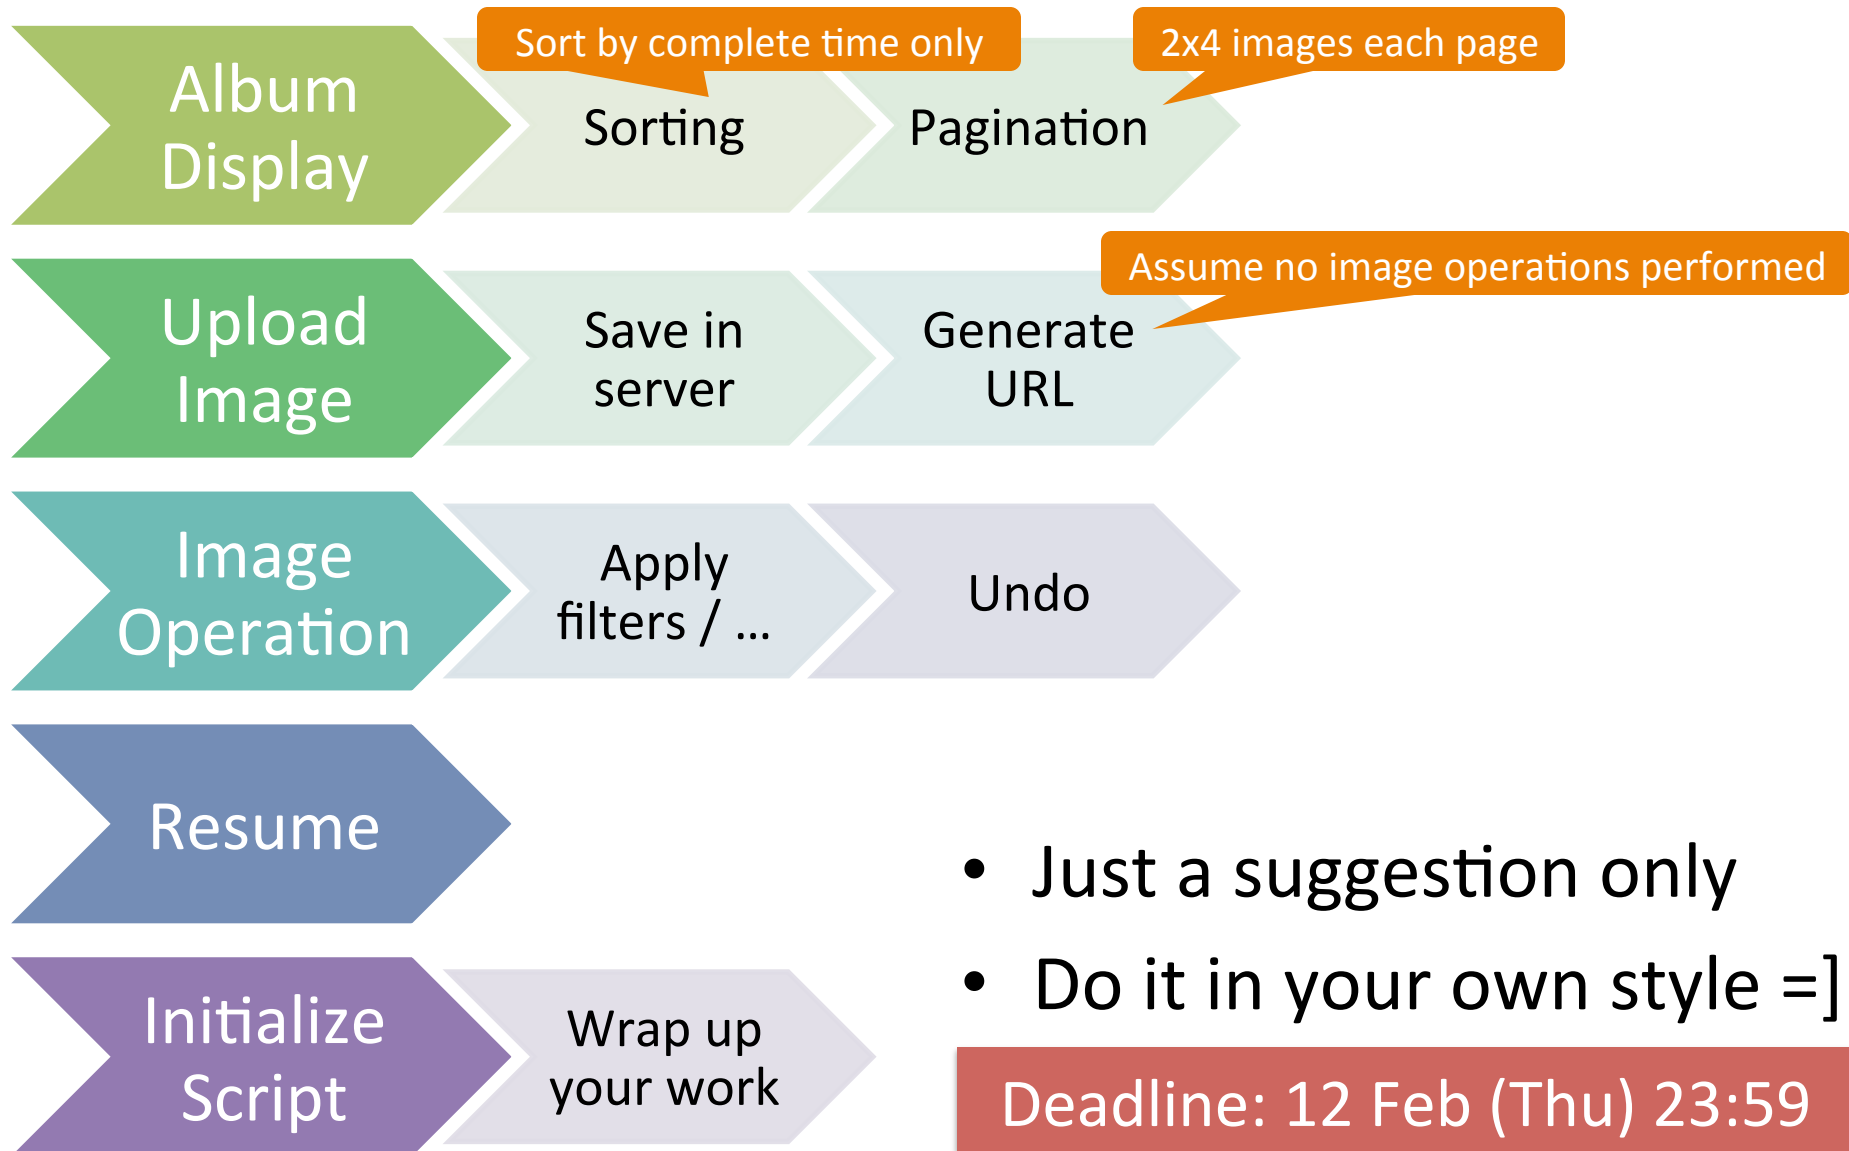 Sort by complete time only
2x4 images each page
Album
Display
Sorting
Pagination
Assume no image operations performed
Upload
Image
Save in
server
Generate
URL
Image
Operation
Apply
filters / ...
Undo
Resume
• Just a suggestion only
• Do it in your own style =]
Initialize
Script
Wrap up
your work
Deadline: 12 Feb (Thu) 23:59